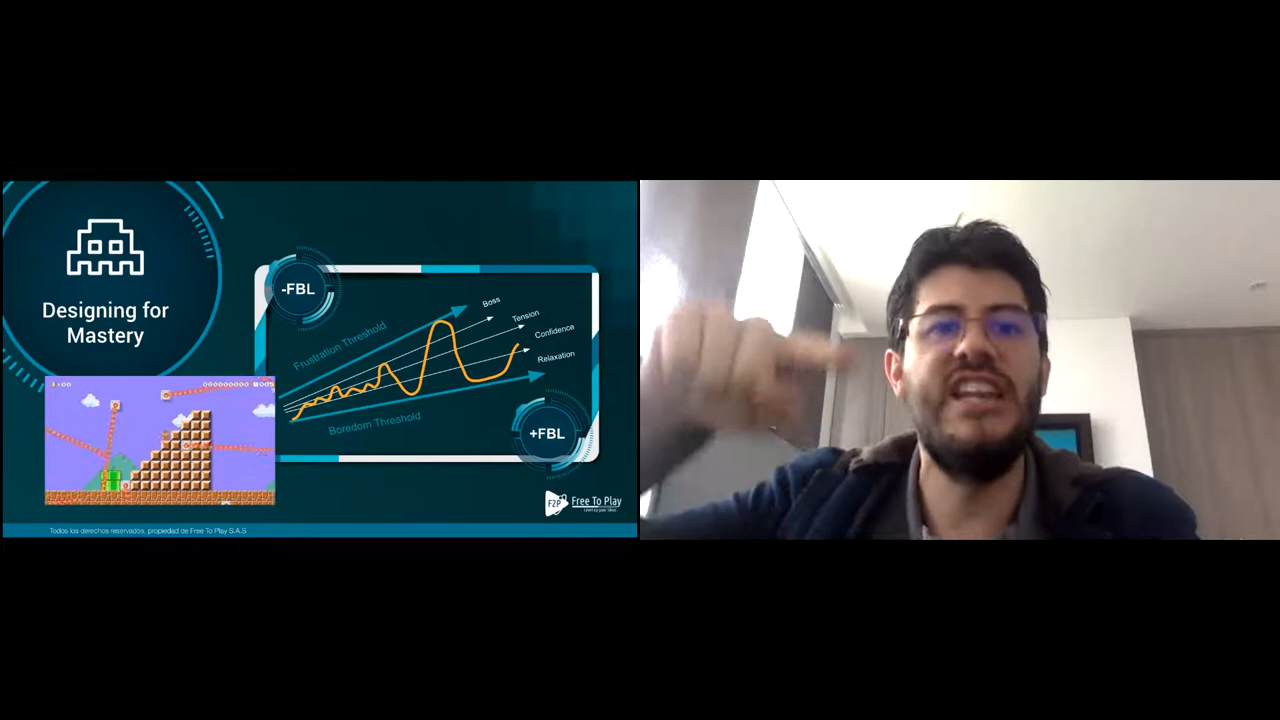 Designing for
Mastery
-FBL
Frustration Threshold
Boss
Tension
Confidence
Relaxation
Boredom Threshold
+FBL
F2P
Free To Play
Todos los derechos reservados, propiedad de Free To Play S.A.S